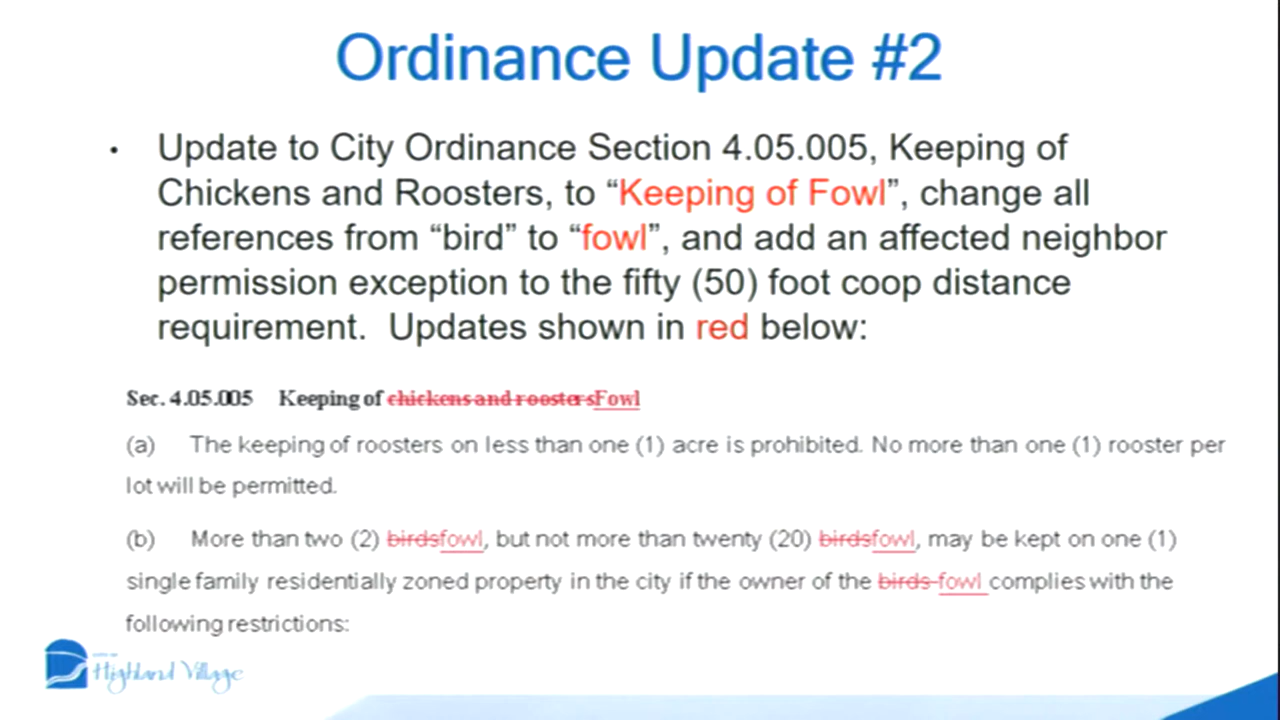 Ordinance Update #2
• Update to City Ordinance Section 4.05.005, Keeping of
Chickens and Roosters, to “Keeping of Fowl”, change all
references from “bird” to “fowl”, and add an affected neighbor
permission exception to the fifty (50) foot coop distance
requirement. Updates shown in red below:
Sec. 4.05.005 Keeping of chickens and roostersFowl
(a) The keeping of roosters on less than one (1) acre is prohibited. No more than one (1) rooster per
lot will be permitted.
(b) More than two (2) birdsfowl, but not more than twenty (20) birdsfowl, may be kept on one (1)
single family residentially zoned property in the city if the owner of the birds fowl complies with the
following restrictions:
Highland Village